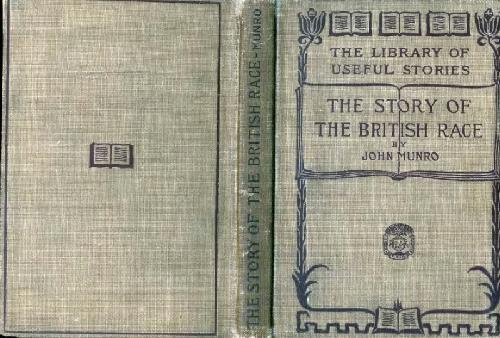 THE STORY OF THE BRITISH RACE-MUNRO
THE LIBRARY OF
USEFUL STORIES
THE STORY OF
THE BRITISH RACE
BY
JOHN MUNRO